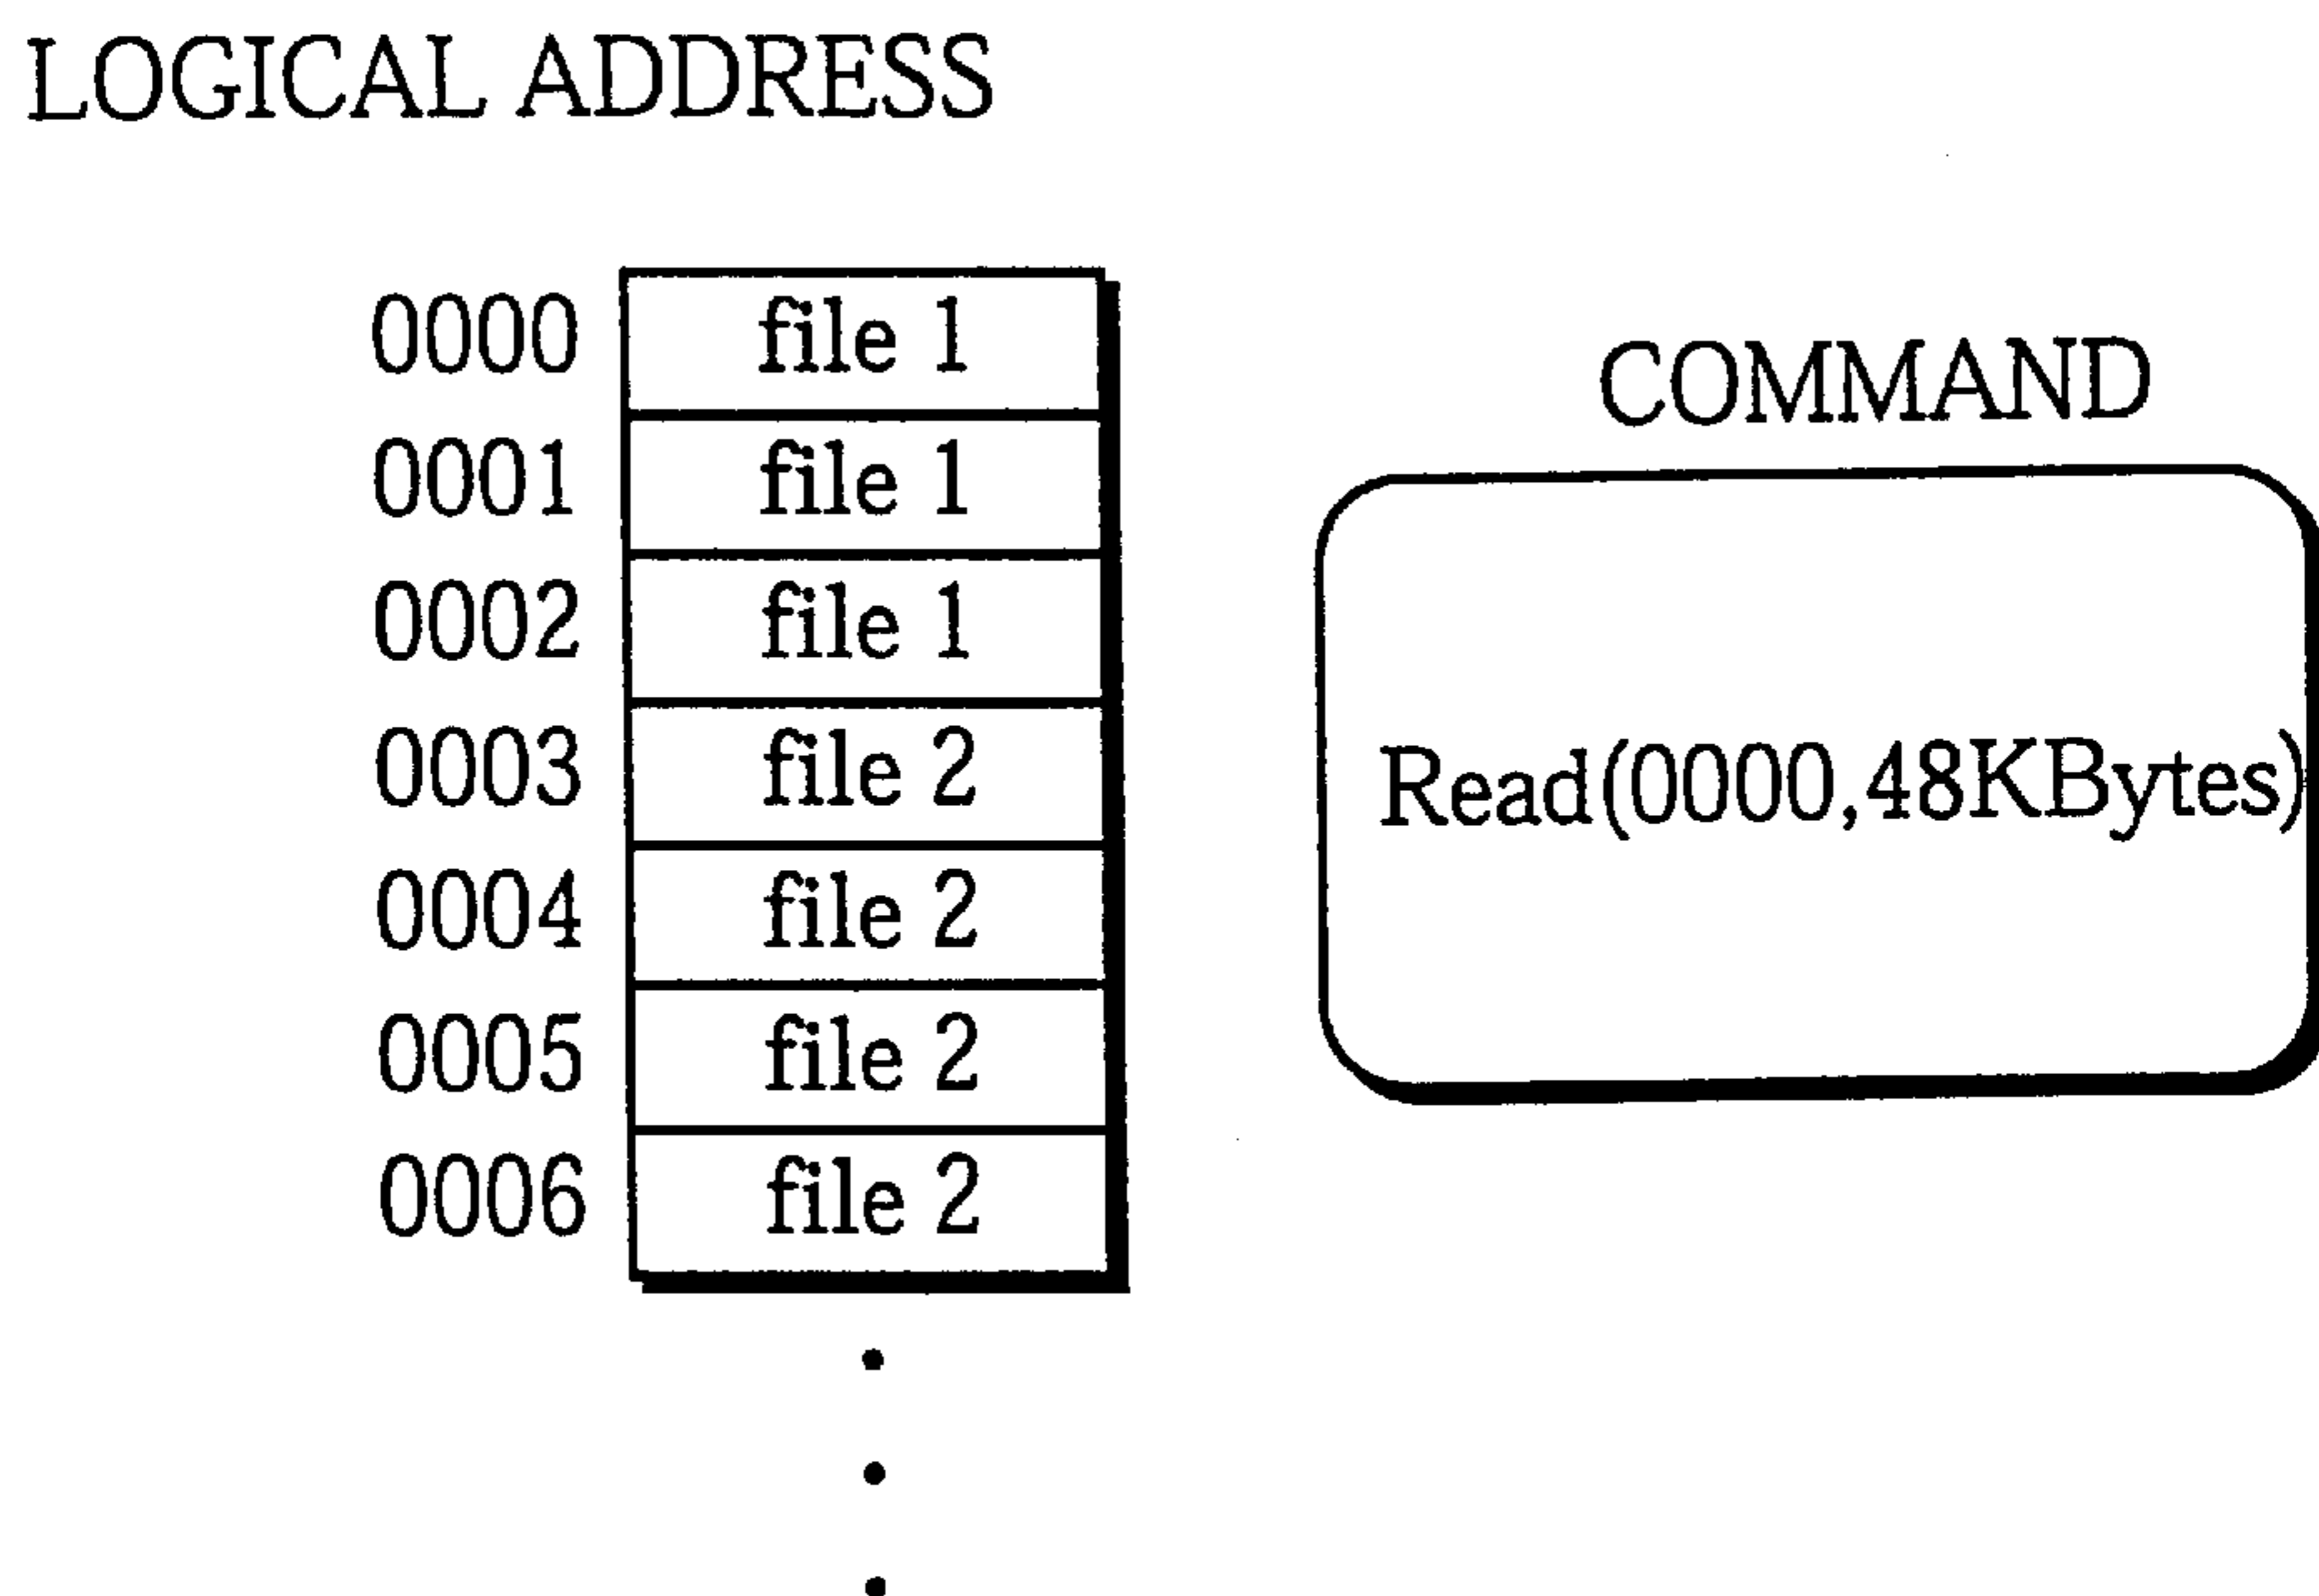 LOGICAL ADDRESS
0000 file 1
COMMAND
0001 file 1
0002 file 1
0003 file 2
Read(0000,48KBytes)
0004 file 2
0005 file 2
0006 file 2